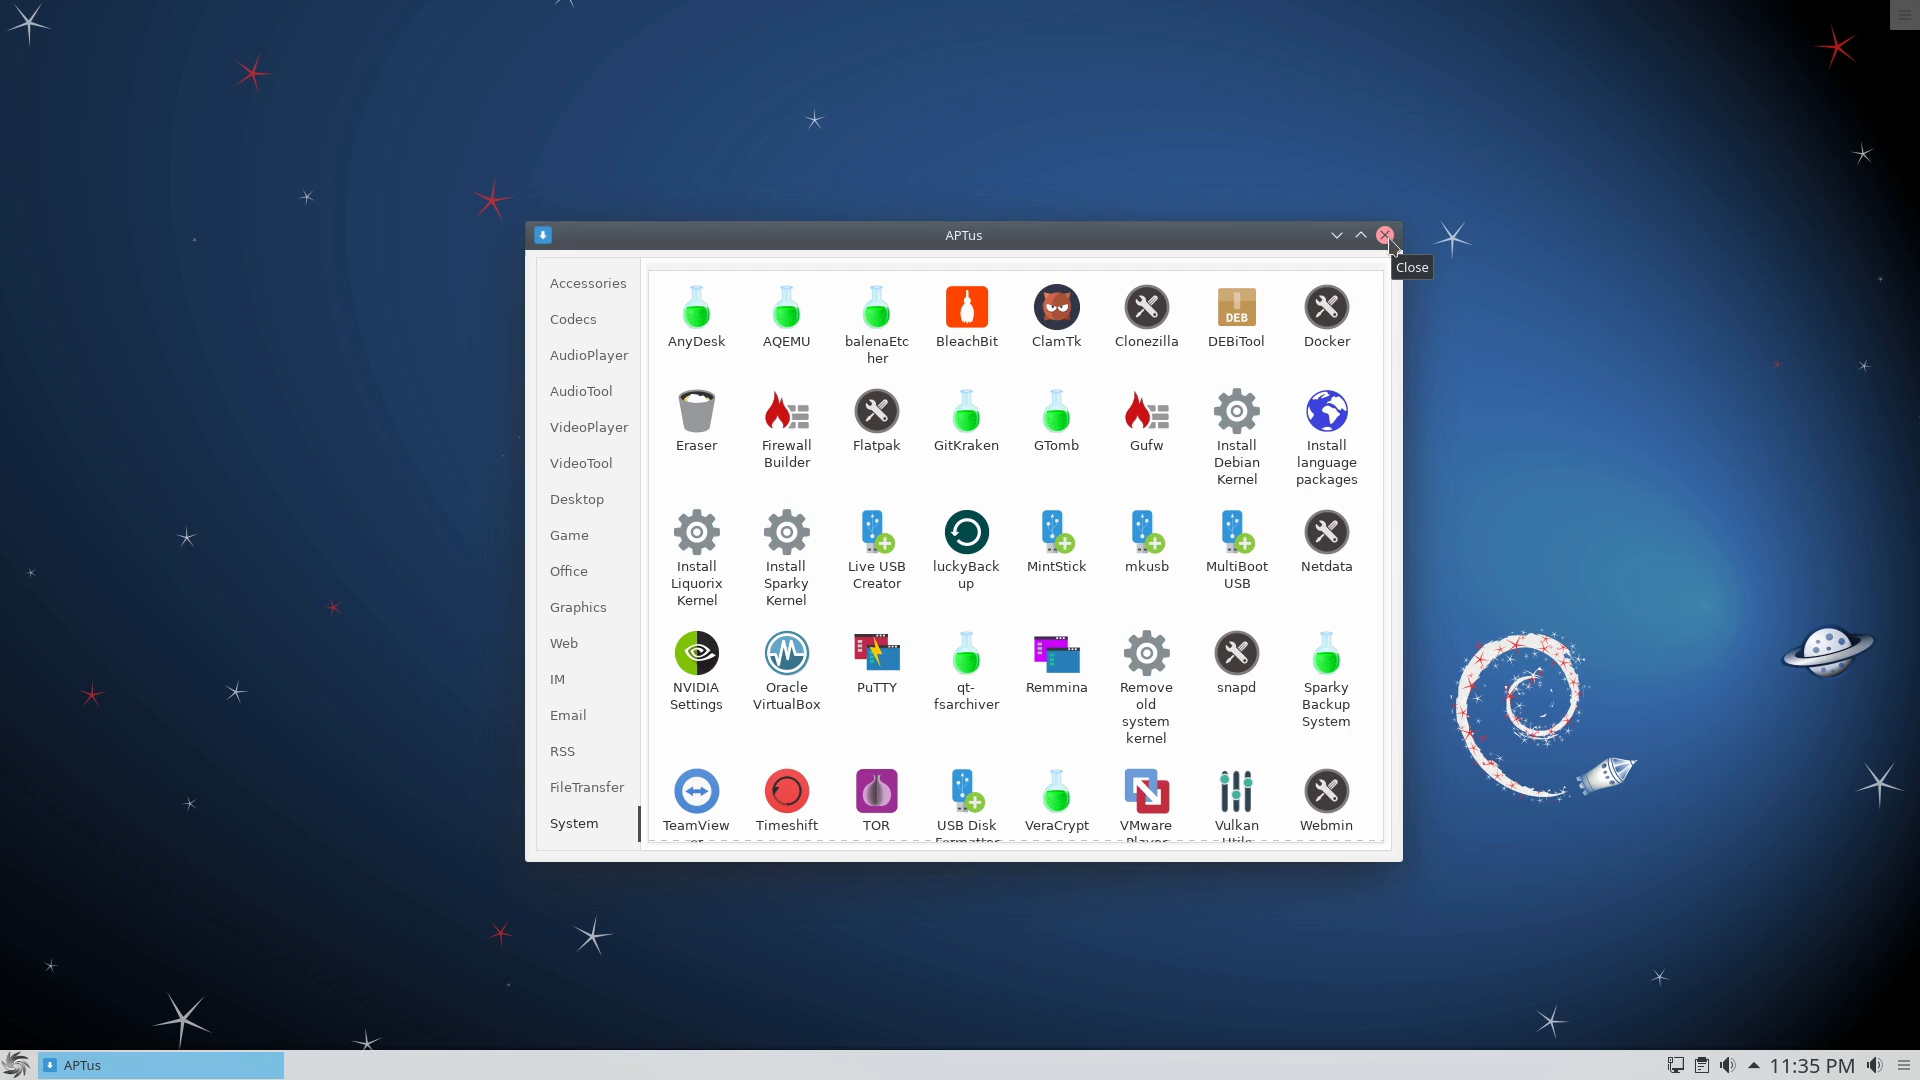 APTus
Close
Accessories
Codecs
AudioPlayer
AudioTool
VideoPlayer
VideoTool
Desktop
Game
Office
Graphics
Web
IM
Email
RSS
FileTransfer
System
AnyDesk
AQEMU
balenaEtc
her
BleachBit
ClamTk
Clonezilla
DEB
DEBiTool
Docker
Eraser
Firewall
Builder
Flatpak
GitKraken
GTomb
Gufw
Install
Debian
Kernel
Install
language
packages
Install
Liquorix
Kernel
Install
Sparky
Kernel
Live USB
Creator
luckyBack
up
MintStick
mkusb
MultiBoot
USB
Netdata
NVIDIA
Settings
Oracle
VirtualBox
PuTTY
qt-
fsarchiver
Remmina
Remove
old
system
kernel
snapd
Sparky
Backup
System
TeamView
er
Timeshift
TOR
USB Disk
Formatter
VeraCrypt
VMware
Player
Vulkan
Utils
Webmin
APTus
11:35 PM